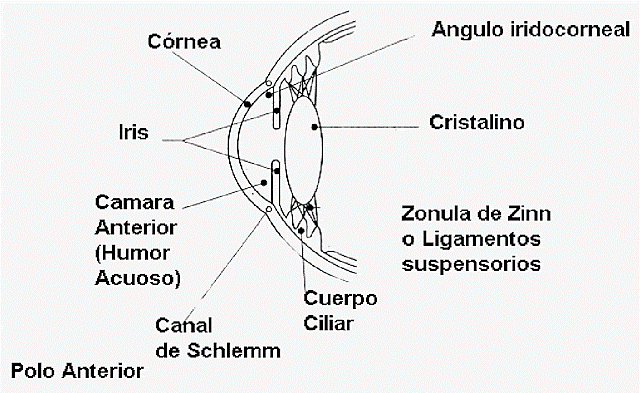 Córnea
Angulo iridocorneal
Iris
Cristalino
Camara
Anterior
(Humor
Acuoso)
Zonula de Zinn
o Ligamentos
suspensorios
Cuerpo
Ciliar
Canal
de Schlemm
Polo Anterior